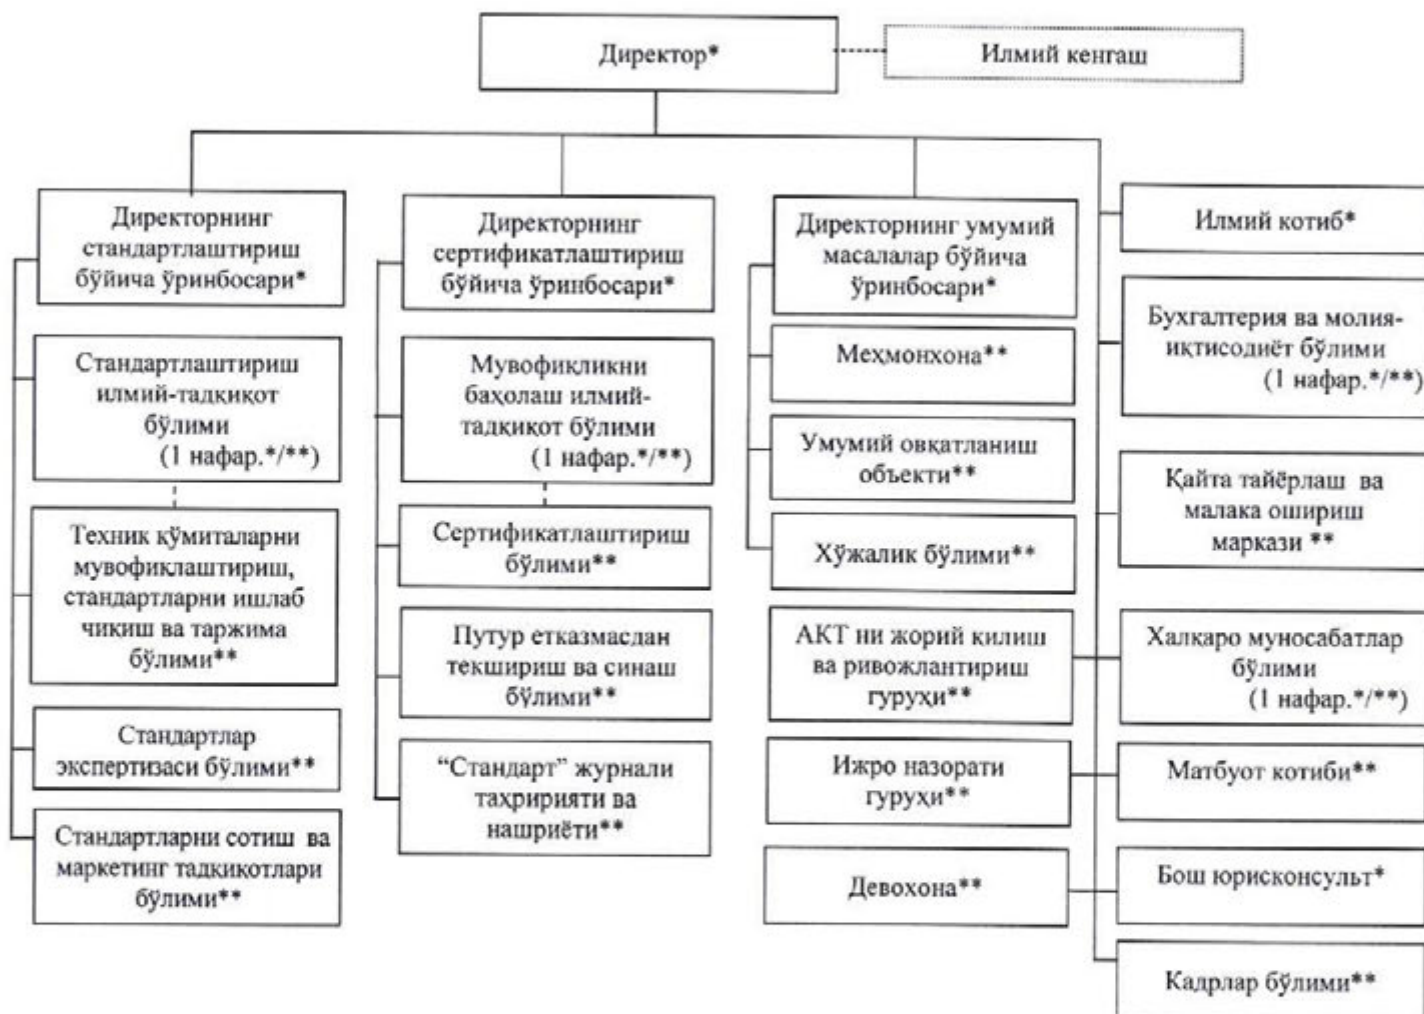 Директор*
Илмий кенгаш
Директорнинг
стандартлаштириш
бўйича ўринбосари*
Стандартлаштириш
илмий-тадқиқот
бўлими
(1 нафар.*/**)
Техник қўмиталарни
мувофиқлаштириш,
стандартларни ишлаб
чиқиш ва таржима
бўлими**
Стандартлар
экспертизаси бўлими**
Стандартларни сотиш ва
маркетинг тадқиқотлари
бўлими**
Директорнинг
сертификатлаштириш
бўйича ўринбосари*
Мувофиқликни
баҳолаш илмий-
тадқиқот бўлими
(1 нафар.*/**)
Сертификатлаштириш
бўлими**
Путур етказмасдан
текшириш ва синаш
бўлими**
“Стандарт” журнали
таҳририяти ва
нашриёти**
Директорнинг умумий
масалалар бўйича
ўринбосари*
Меҳмонхона**
Умумий овқатланиш
объекти**
Хўжалик бўлими**
АКТ ни жорий қилиш
ва ривожлантириш
гуруҳи**
Ижро назорати
гуруҳи**
Девохона**
Илмий котиб*
Бухгалтерия ва молия-
иқтисодиёт бўлими
(1 нафар.*/**)
Қайта тайёрлаш ва
малака ошириш
маркази **
Халқаро муносабатлар
бўлими
(1 нафар.*/**)
Матбуот котиби**
Бош юрисконсульт*
Кадрлар бўлими**